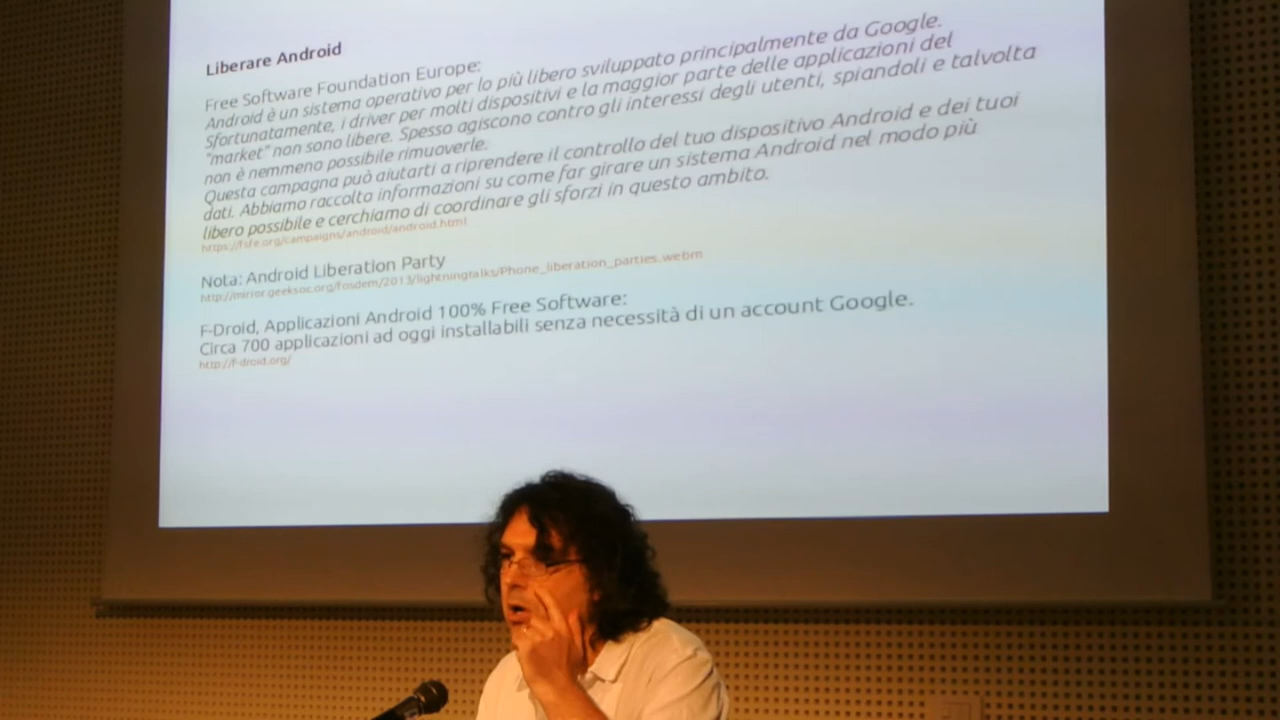 Liberare Android
Free Software Foundation Europe:
Android è un sistema operativo per lo più libero sviluppato principalmente da Google.
Sfortunatamente, i driver per molti dispositivi e la maggior parte delle applicazioni del
"market" non sono libere. Spesso agiscono contro gli interessi degli utenti, spiandoli e talvolta
non è nemmeno possibile rimuoverle.
Questa campagna può aiutarti a riprendere il controllo del tuo dispositivo Android e dei tuoi
dati. Abbiamo raccolto informazioni su come far girare un sistema Android nel modo più
libero possibile e cerchiamo di coordinare gli sforzi in questo ambito.
https://fsfe.org/campaigns/android/android.html
Nota: Android Liberation Party
http://mirror.geeksoc.org/fosdem/2013/lightningtalks/Phone_liberation_parties.webm
F-Droid, Applicazioni Android 100% Free Software:
Circa 700 applicazioni ad oggi installabili senza necessità di un account Google.
http://f-droid.org/